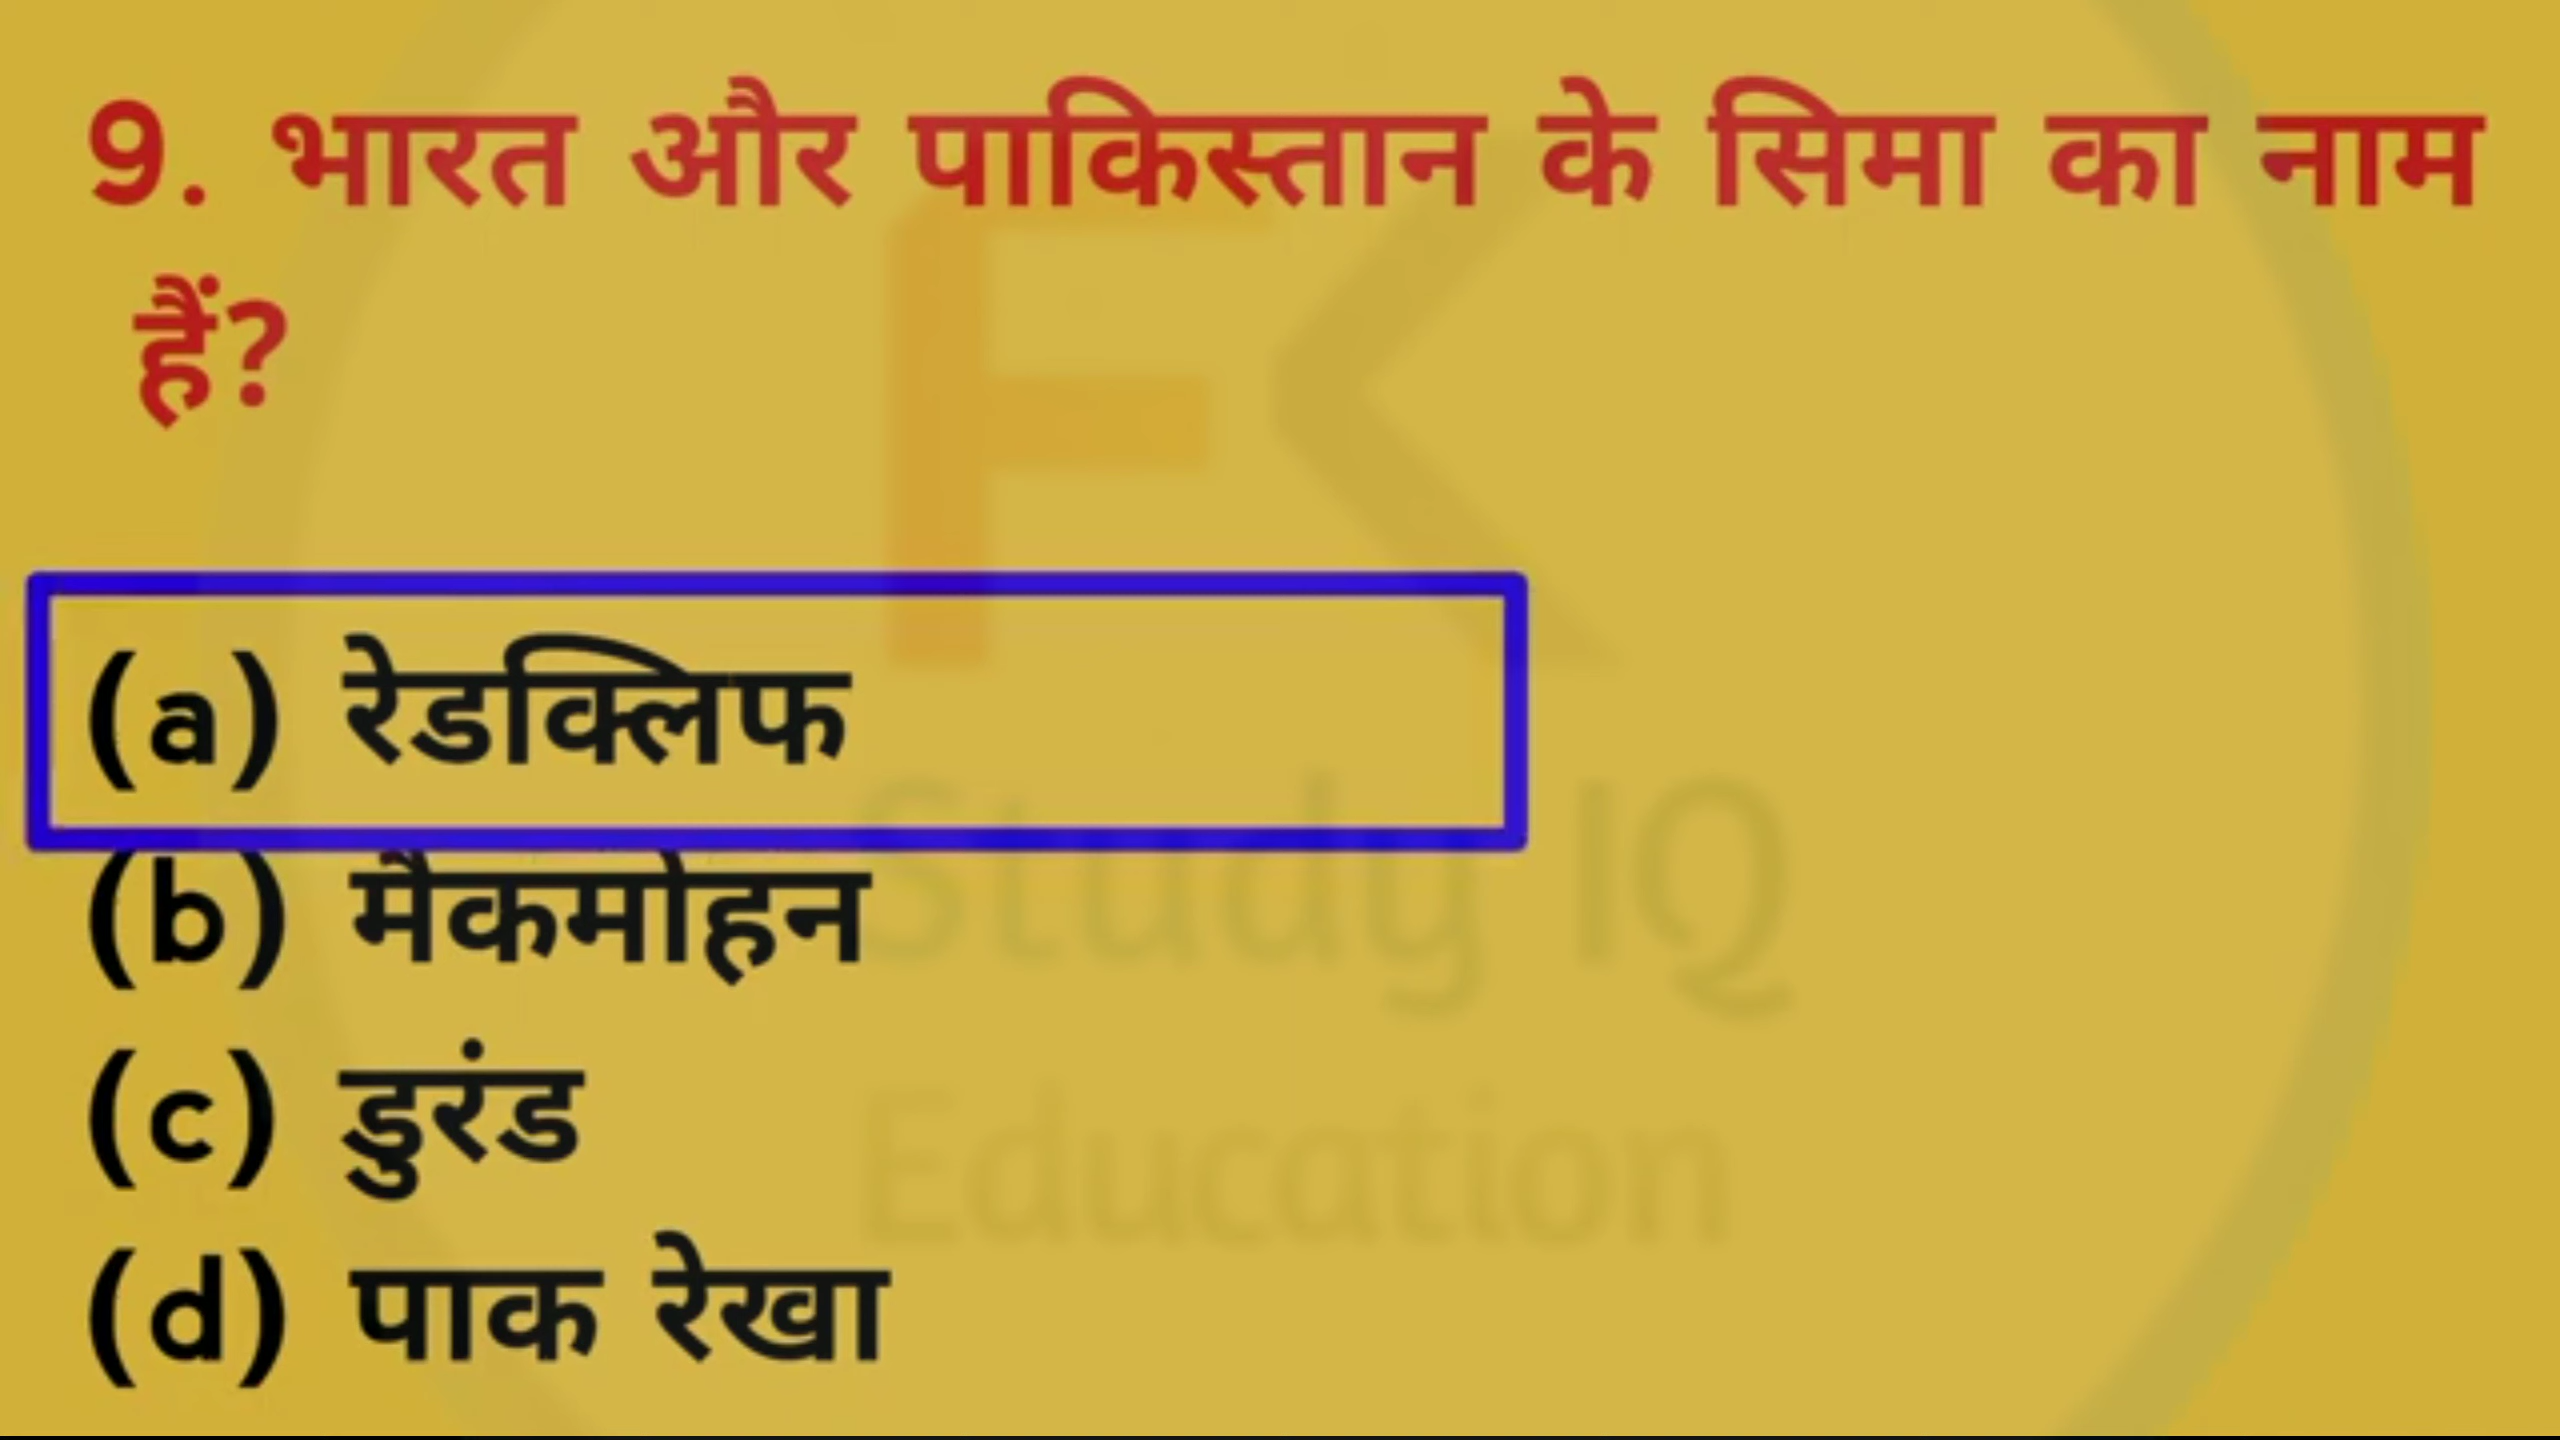 9. भारत और पाकिस्तान के सिमा का नाम
हैं?
(a) रेडक्लिफ
(b) मैकमोहन
(c) डुरंड
(d) पाक रेखा
Study IQ
Education